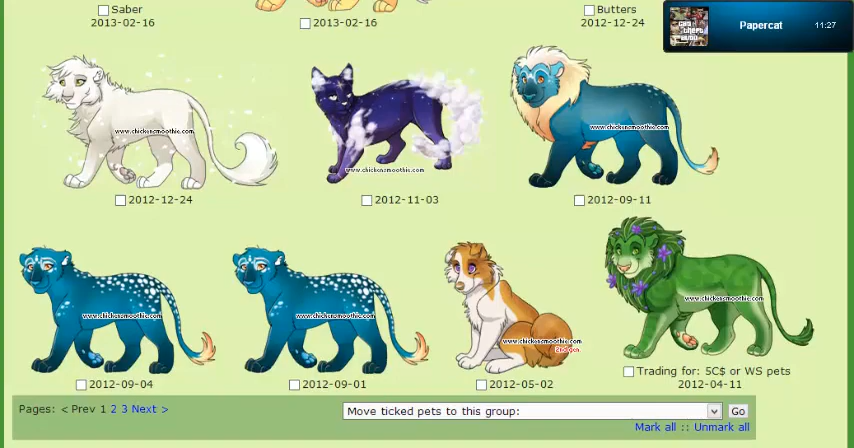 Saber
2013-02-16
2013-02-16
Butters
2012-12-24
Papercat
11:27
www.chickensmoothie.com
www.chickensmoothie.com
www.chickensmoothie.com
2012-12-24
2012-11-03
2012-09-11
www.chickensmoothie.com
www.chickensmoothie.com
www.chickensmoothie.com
www.chickensmoothie.com
2012-09-04
2012-09-01
2012-05-02
Trading for: 5C$ or WS pets
2012-04-11
Pages: < Prev 1 2 3 Next >
Move ticked pets to this group:
Go
Mark all :: Unmark all